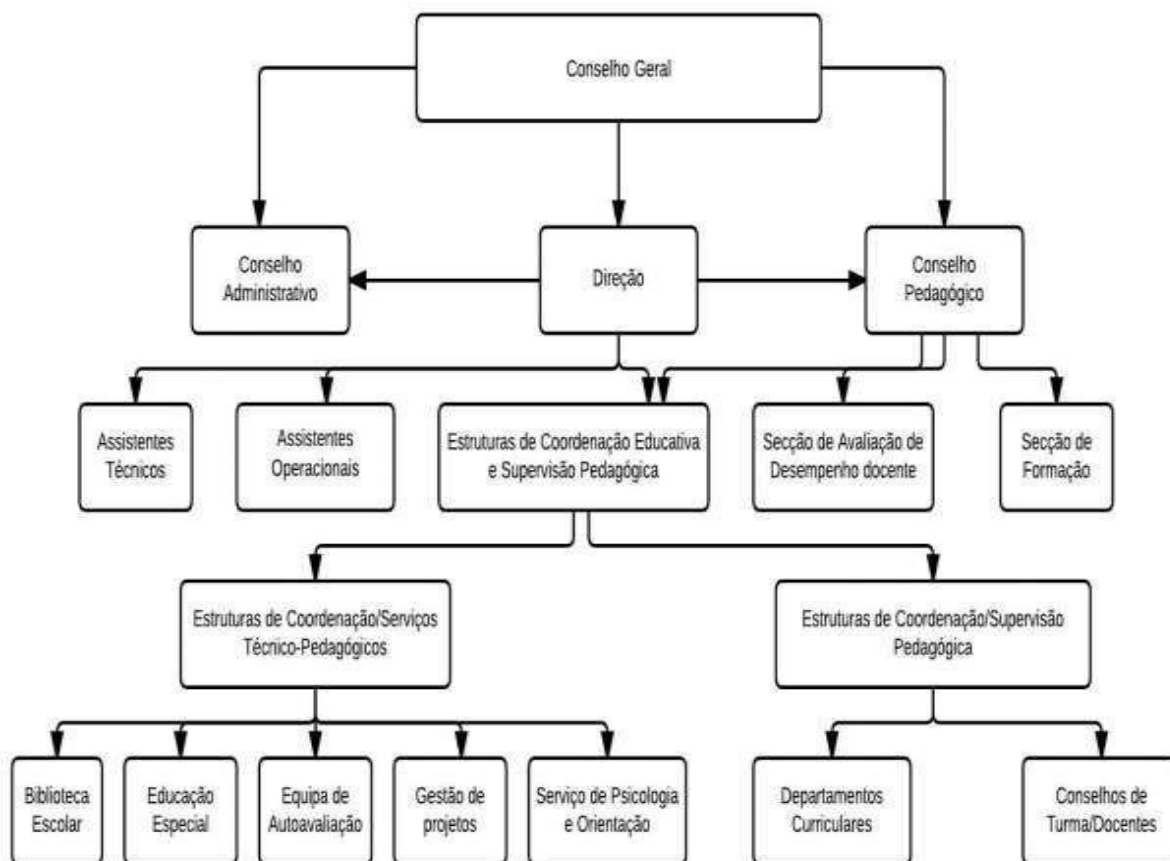 Conselho Geral
Conselho
Administrativo
Direção
Conselho
Pedagógico
Assistentes
Técnicos
Assistentes
Operacionais
Estruturas de Coordenação Educativa
e Supervisão Pedagógica
Secção de Avaliação de
Desempenho docente
Secção de
Formação
Estruturas de Coordenação/Serviços
Técnico-Pedagógicos
Estruturas de Coordenação/Supervisão
Pedagógica
Biblioteca
Escolar
Educação
Especial
Equipa de
Autoavaliação
Gestão de
projetos
Serviço de Psicologia
e Orientação
Departamentos
Curriculares
Conselhos de
Turma/Docentes